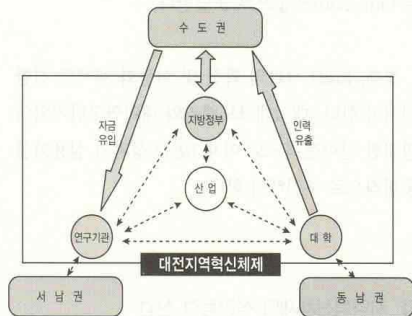 수 도 권
자금
유입
지방정부
인력
유출
산 업
연구기관
대 학
대전지역혁신체제
서 남 권
동 남 권